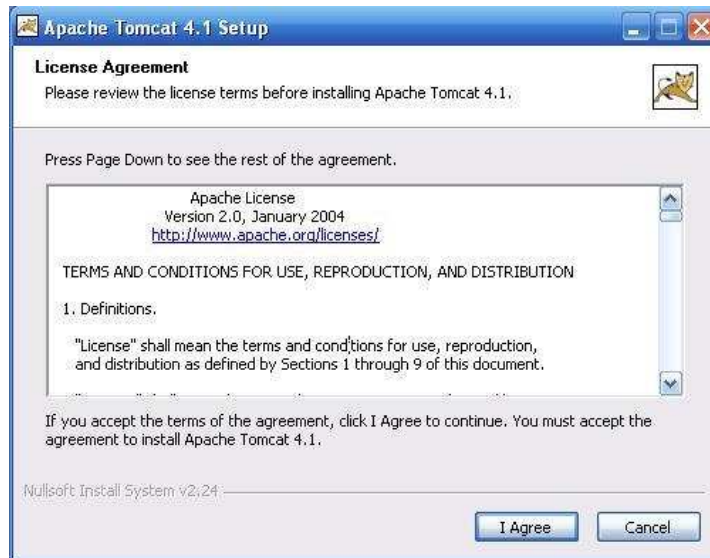 Apache Tomcat 4.1 Setup
License Agreement
Please review the license terms before installing Apache Tomcat 4.1.
Press Page Down to see the rest of the agreement.
Apache License
Version 2.0, January 2004
http://www.apache.org/licenses/
TERMS AND CONDITIONS FOR USE, REPRODUCTION, AND DISTRIBUTION
1. Definitions.
"License" shall mean the terms and conditions for use, reproduction,
and distribution as defined by Sections 1 through 9 of this document.
If you accept the terms of the agreement, click I Agree to continue. You must accept the
agreement to install Apache Tomcat 4.1.
Nullsoft Install System v2.24
I Agree
Cancel